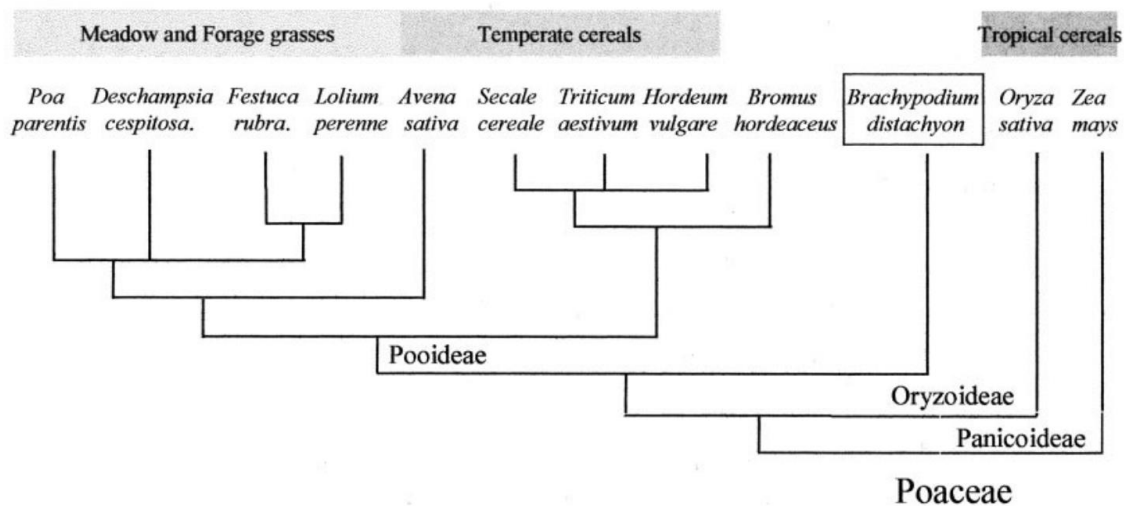 Meadow and Forage grasses Temperate cereals Tropical cereals
Poa Deschampsia Festuca Lolium Avena Secale Triticum Hordeum Bromus Brachypodium Oryza Zea
parentis cespitosa. rubra. perenne sativa cereale aestivum vulgare hordeaceus distachyon sativa mays
Pooideae
Oryzoideae
Panicoideae
Poaceae